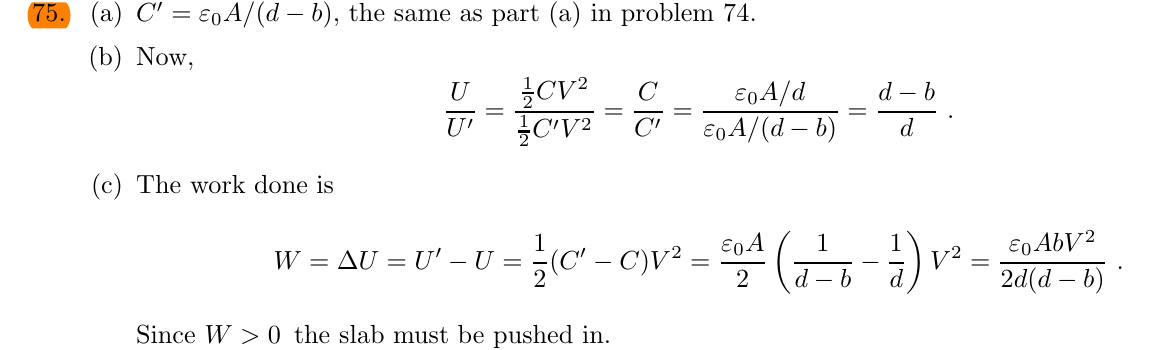 75. (a) C′ = ε₀A/(d − b), the same as part (a) in problem 74.
(b) Now,
U/U′ = ½CV²/½C′V² = C/C′ = ε₀A/d / ε₀A/(d − b) = d − b/d .
(c) The work done is
W = ΔU = U′ − U = 1/2(C′ − C)V² = ε₀A/2 (1/d − b − 1/d) V² = ε₀AbV²/2d(d − b) .
Since W > 0 the slab must be pushed in.